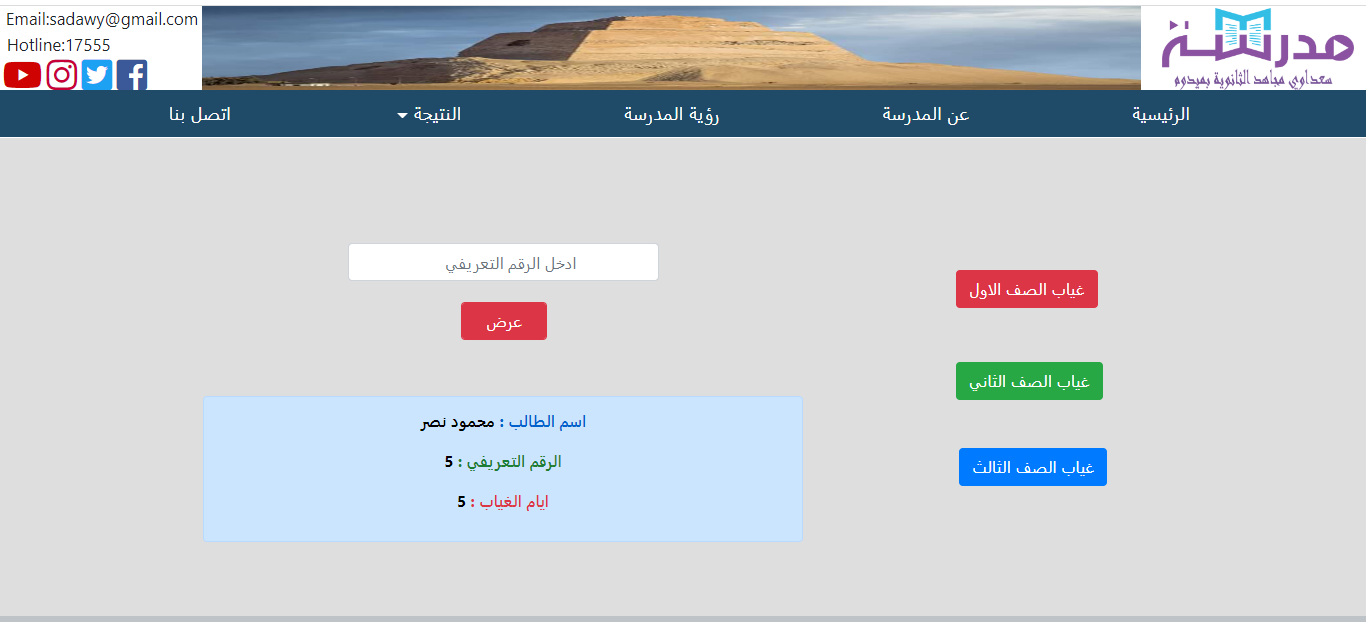 Email:sadawy@gmail.com
Hotline:17555
مدرسة
سعداوي مجاهد الثانوية بميدوم
الرئيسية
عن المدرسة
رؤية المدرسة
النتيجة
اتصل بنا
غياب الصف الاول
غياب الصف الثاني
غياب الصف الثالث
ادخل الرقم التعريفي
عرض
اسم الطالب : محمود نصر
الرقم التعريفي : 5
ايام الغياب : 5